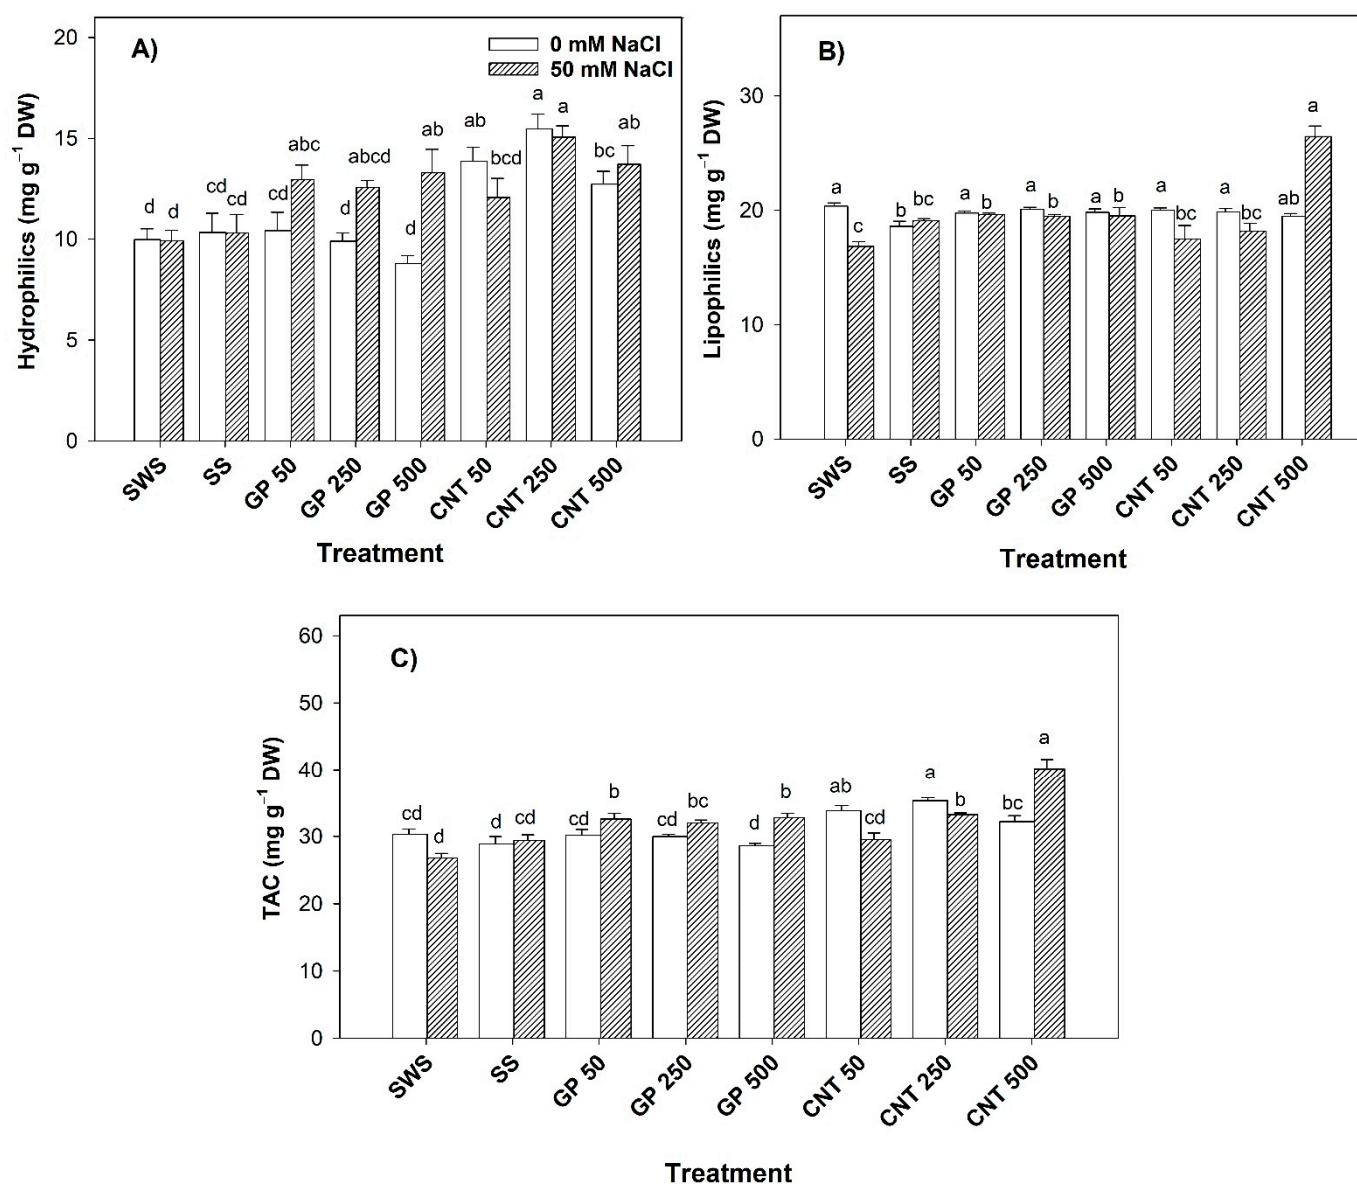 A)
0 mM NaCl
50 mM NaCl
Hydrophilics (mg g⁻¹ DW)
20
15
10
5
0
d d cd cd cd abc d abcd d ab ab bcd a a bc ab
SWS SS GP 50 GP 250 GP 500 CNT 50 CNT 250 CNT 500
Treatment
B)
Lipophilics (mg g⁻¹ DW)
30
20
10
0
a c b bc a b a b a b a bc a bc ab a
SWS SS GP 50 GP 250 GP 500 CNT 50 CNT 250 CNT 500
Treatment
C)
TAC (mg g⁻¹ DW)
60
50
40
30
20
10
0
cd d d cd cd b cd bc d b ab cd a b bc a
SWS SS GP 50 GP 250 GP 500 CNT 50 CNT 250 CNT 500
Treatment